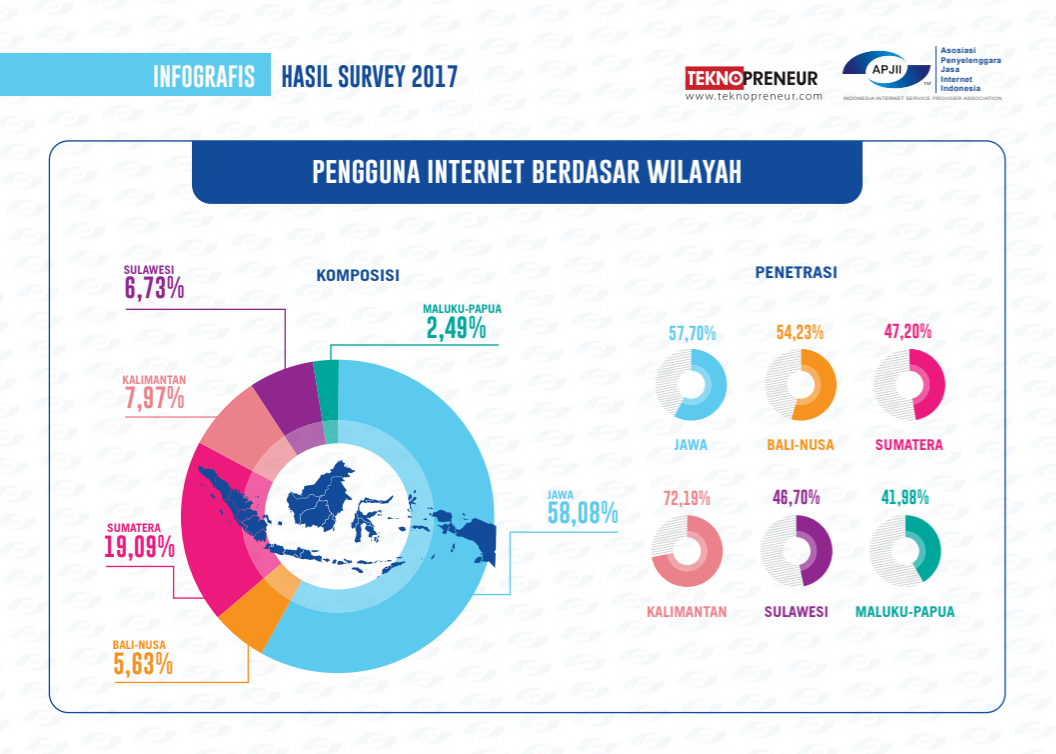 INFOGRAFIS HASIL SURVEY 2017
TEKNOPRENEUR
www.teknopreneur.com
APJII
TM
Asosiasi
Penyelenggara
Jasa
Internet
Indonesia
INDONESIA INTERNET SERVICE PROVIDER ASSOCIATION
PENGGUNA INTERNET BERDASAR WILAYAH
KOMPOSISI
SULAWESI
6,73%
MALUKU-PAPUA
2,49%
KALIMANTAN
7,97%
JAWA
58,08%
SUMATERA
19,09%
BALI-NUSA
5,63%
PENETRASI
57,70%
54,23%
47,20%
JAWA
BALI-NUSA
SUMATERA
72,19%
46,70%
41,98%
KALIMANTAN
SULAWESI
MALUKU-PAPUA